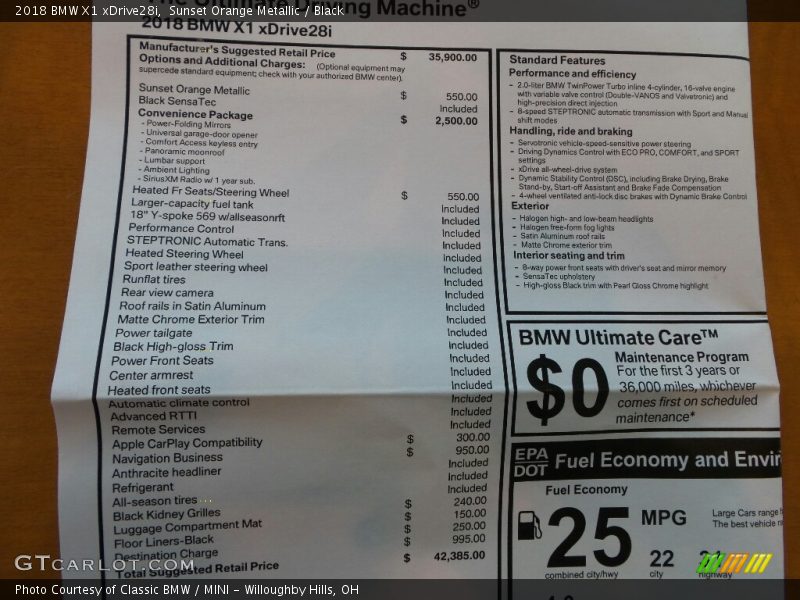 2018 BMW X1 xDrive28i, Sunset Orange Metallic / Black
The Ultimate Driving Machine®
2018 BMW X1 xDrive28i
Manufacturer's Suggested Retail Price $ 35,900.00
Options and Additional Charges: (Optional equipment may
supercede standard equipment; check with your authorized BMW center).
Sunset Orange Metallic $ 550.00
Black SensaTec Included
Convenience Package $ 2,500.00
- Power-Folding Mirrors
- Universal garage-door opener
- Comfort Access keyless entry
- Panoramic moonroof
- Lumbar support
- Ambient Lighting
- SiriusXM Radio w/ 1 year sub.
Heated Fr Seats/Steering Wheel $ 550.00
Larger-capacity fuel tank Included
18" Y-spoke 569 w/allseasonrft Included
Performance Control Included
STEPTRONIC Automatic Trans. Included
Heated Steering Wheel Included
Sport leather steering wheel Included
Runflat tires Included
Rear view camera Included
Roof rails in Satin Aluminum Included
Matte Chrome Exterior Trim Included
Power tailgate Included
Black High-gloss Trim Included
Power Front Seats Included
Center armrest Included
Heated front seats Included
Automatic climate control Included
Advanced RTTI Included
Remote Services Included
Apple CarPlay Compatibility $ 300.00
Navigation Business $ 950.00
Anthracite headliner Included
Refrigerant Included
All-season tires Included
Black Kidney Grilles $ 240.00
Luggage Compartment Mat $ 150.00
Floor Liners-Black $ 250.00
Destination Charge $ 995.00
Total Suggested Retail Price $ 42,385.00
Standard Features
Performance and efficiency
- 2.0-liter BMW TwinPower Turbo inline 4-cylinder, 16-valve engine
with variable valve control (Double-VANOS and Valvetronic) and
high-precision direct injection
- 8-speed STEPTRONIC automatic transmission with Sport and Manual
shift modes
Handling, ride and braking
- Servotronic vehicle-speed-sensitive power steering
- Driving Dynamics Control with ECO PRO, COMFORT, and SPORT
settings
- xDrive all-wheel-drive system
- Dynamic Stability Control (DSC), including Brake Drying, Brake
Stand-by, Start-off Assistant and Brake Fade Compensation
- 4-wheel ventilated anti-lock disc brakes with Dynamic Brake Control
Exterior
- Halogen high- and low-beam headlights
- Halogen free-form fog lights
- Satin Aluminum roof rails
- Matte Chrome exterior trim
Interior seating and trim
- 8-way power front seats with driver's seat and mirror memory
- SensaTec upholstery
- High-gloss Black trim with Pearl Gloss Chrome highlight
BMW Ultimate Care™
$0
Maintenance Program
For the first 3 years or
36,000 miles, whichever
comes first on scheduled
maintenance*
EPA
DOT
Fuel Economy and Envir
Fuel Economy
25 MPG
combined city/hwy
22
city
highway
Large Cars range
The best vehicle
GTCARLOT.COM
Photo Courtesy of Classic BMW / MINI - Willoughby Hills, OH